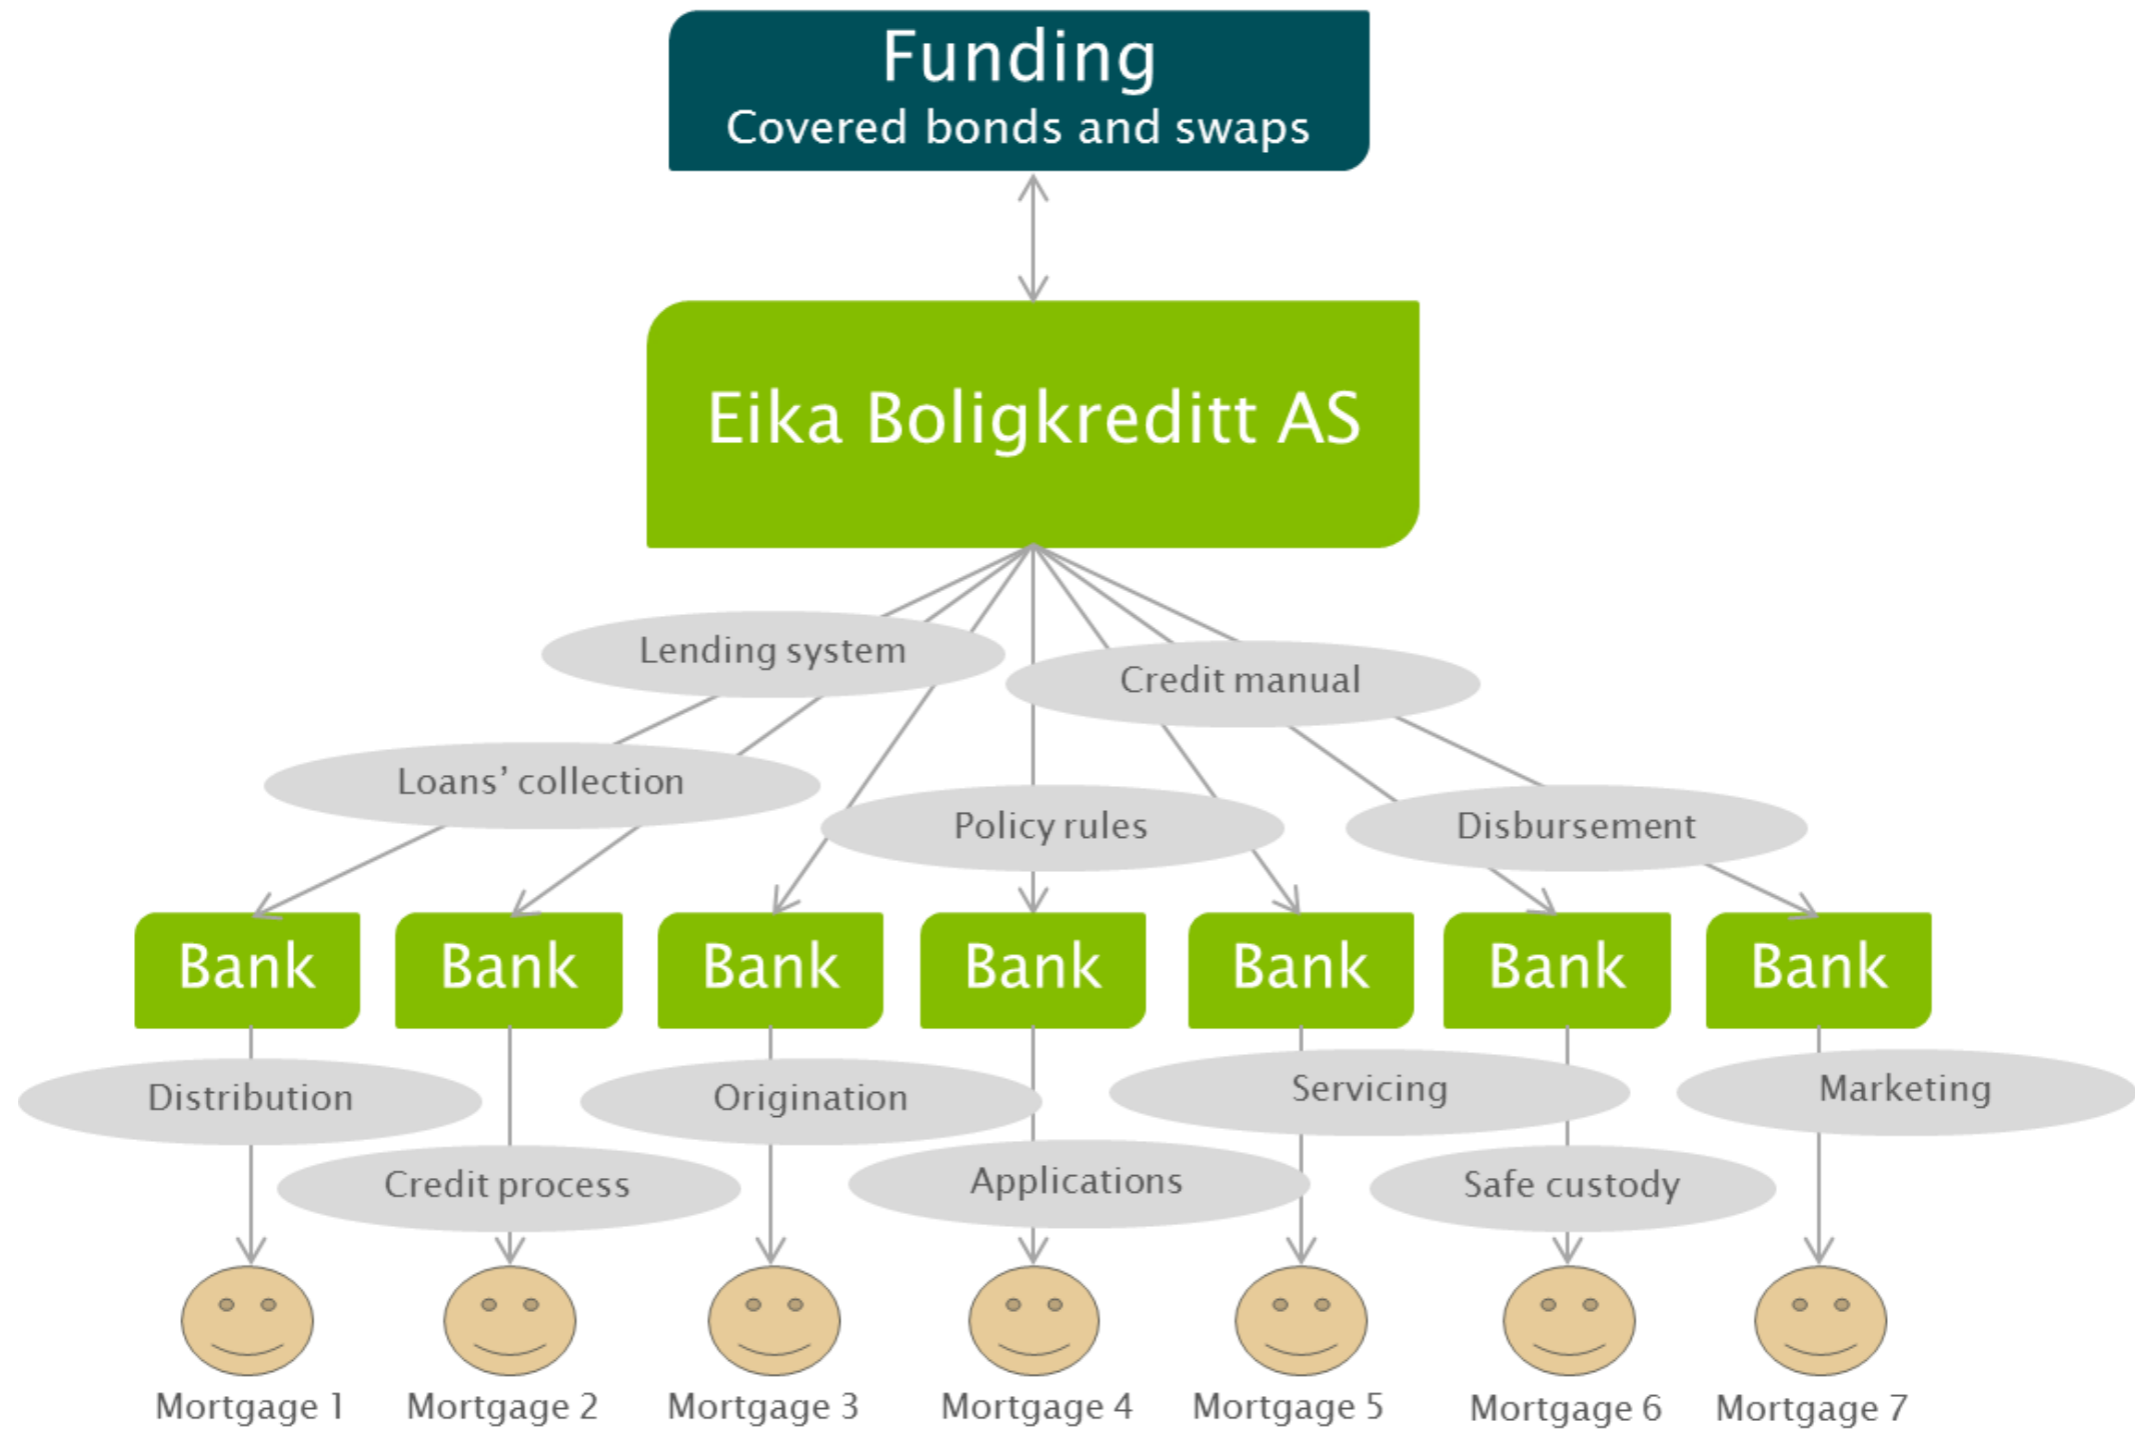 Funding
Covered bonds and swaps
Eika Boligkreditt AS
Lending system
Credit manual
Loans’ collection
Policy rules
Disbursement
Bank
Bank
Bank
Bank
Bank
Bank
Bank
Distribution
Origination
Servicing
Marketing
Credit process
Applications
Safe custody
Mortgage 1
Mortgage 2
Mortgage 3
Mortgage 4
Mortgage 5
Mortgage 6
Mortgage 7